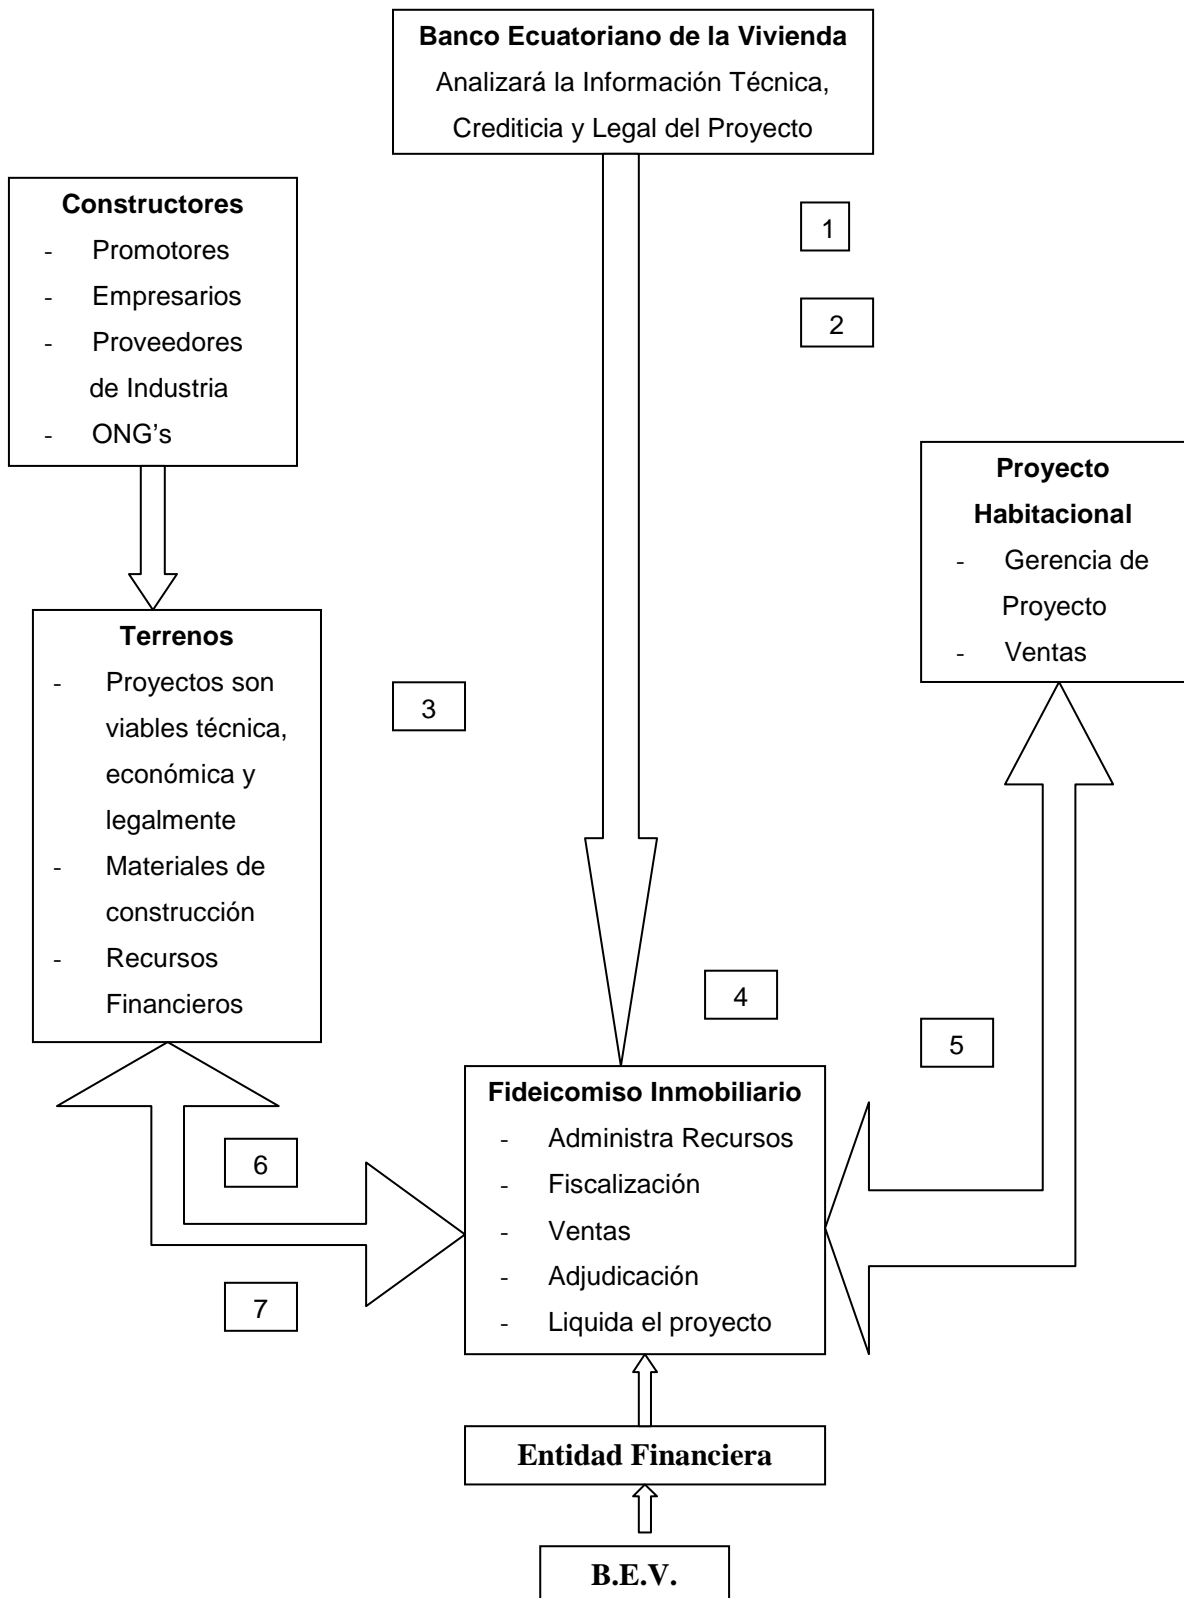 Banco Ecuatoriano de la Vivienda
Analizará la Información Técnica,
Crediticia y Legal del Proyecto
Constructores
- Promotores
- Empresarios
- Proveedores
de Industria
- ONG’s
1
2
Proyecto
Habitacional
- Gerencia de
Proyecto
- Ventas
Terrenos
- Proyectos son
viables técnica,
económica y
legalmente
- Materiales de
construcción
- Recursos
Financieros
3
4
5
Fideicomiso Inmobiliario
- Administra Recursos
- Fiscalización
- Ventas
- Adjudicación
- Liquida el proyecto
6
7
Entidad Financiera
B.E.V.